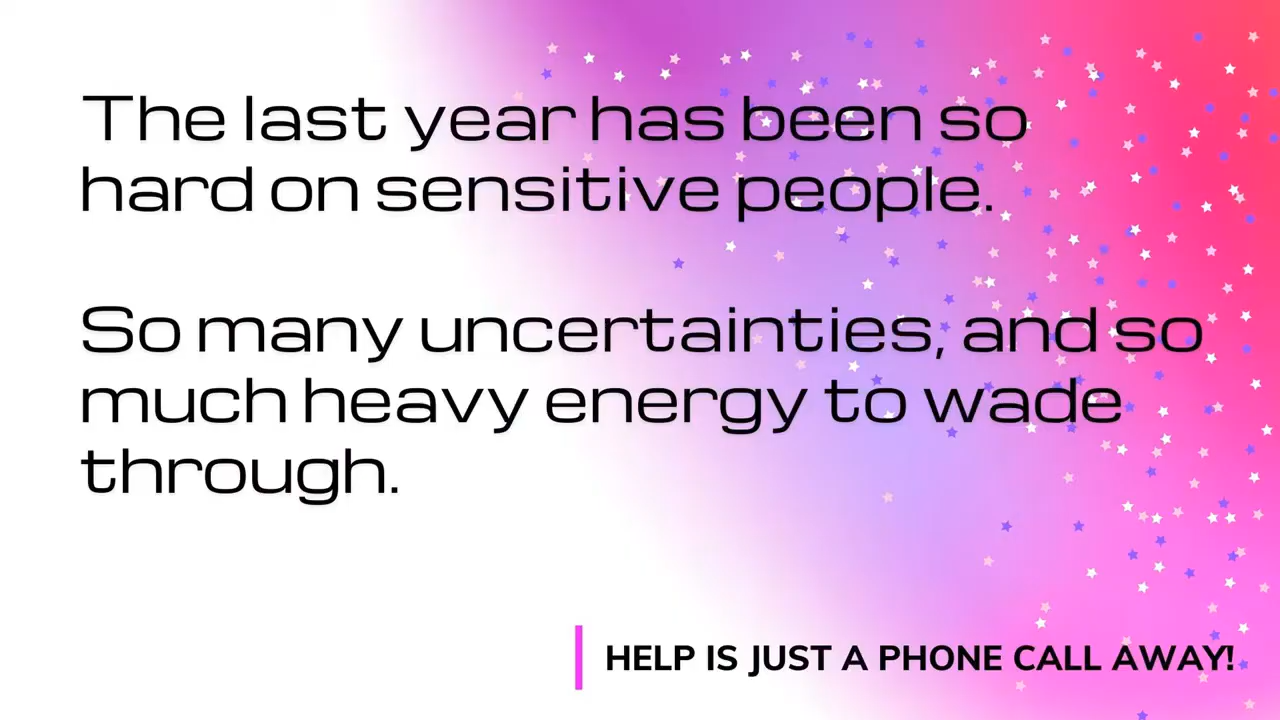 The last year has been so
hard on sensitive people.
So many uncertainties, and so
much heavy energy to wade
through.
HELP IS JUST A PHONE CALL AWAY!